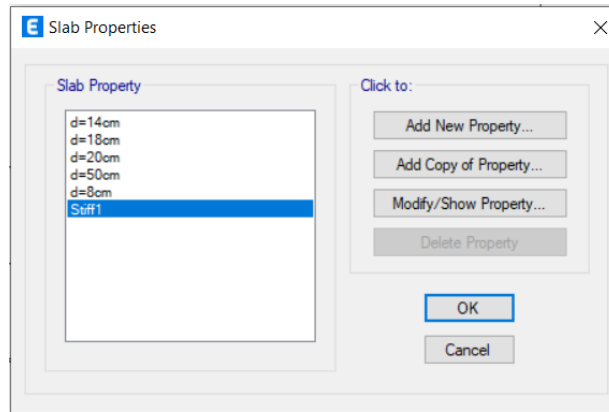 E Slab Properties
Slab Property
d=14cm
d=18cm
d=20cm
d=50cm
d=8cm
Stiff1
Click to:
Add New Property...
Add Copy of Property...
Modify/Show Property...
Delete Property
OK
Cancel